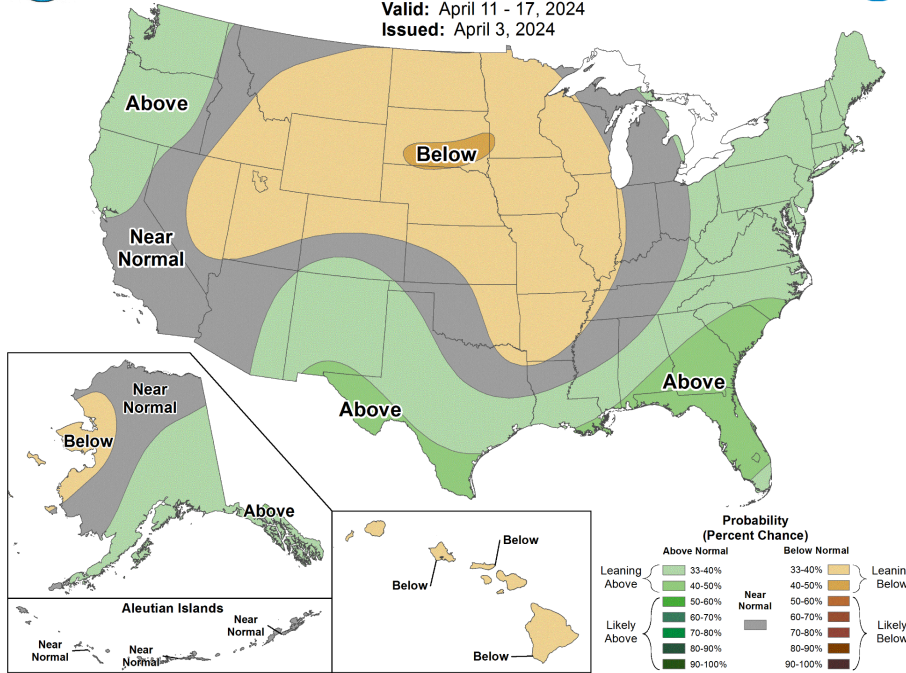 Valid: April 11 - 17, 2024
Issued: April 3, 2024
Above
Below
Near
Normal
Above
Above
Near
Normal
Below
Above
Aleutian Islands
Near
Normal
Near
Normal
Near
Normal
Below
Below
Below
Probability
(Percent Chance)
Above Normal
Below Normal
Leaning
Above
33-40%
40-50%
50-60%
60-70%
70-80%
80-90%
90-100%
Likely
Above
Near
Normal
33-40%
40-50%
50-60%
60-70%
70-80%
80-90%
90-100%
Leaning
Below
Likely
Below